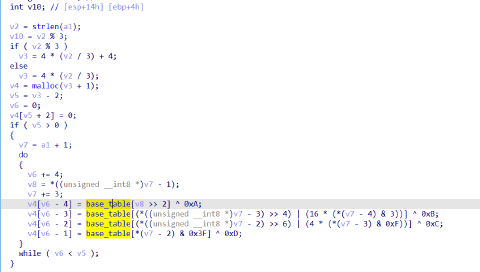 int v10; // [esp+14h] [ebp+4h]
v2 = strlen(a1);
v10 = v2 % 3;
if ( v2 % 3 )
v3 = 4 * (v2 / 3) + 4;
else
v3 = 4 * (v2 / 3);
v4 = malloc(v3 + 1);
v5 = v3 - 2;
v6 = 0;
v4[v5 + 2] = 0;
if ( v5 > 0 )
{
v7 = a1 + 1;
do
{
v6 += 4;
v8 = *((unsigned __int8 *)v7 - 1);
v7 += 3;
v4[v6 - 4] = base_table[v8 >> 2] ^ 0xA;
v4[v6 - 3] = base_table[(*((unsigned __int8 *)v7 - 3) >> 4) | (16 * (*(v7 - 4) & 3))] ^ 0xB;
v4[v6 - 2] = base_table[(*((unsigned __int8 *)v7 - 2) >> 6) | (4 * (*(v7 - 3) & 0xF))] ^ 0xC;
v4[v6 - 1] = base_table[*(v7 - 2) & 0x3F] ^ 0xD;
}
while ( v6 < v5 );
}